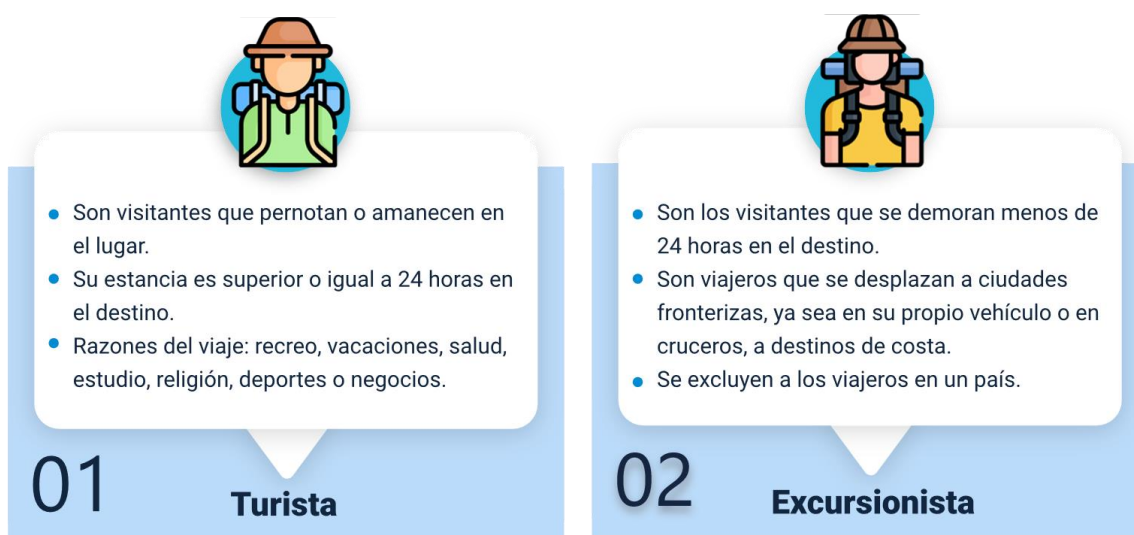 Son visitantes que pernotan o amanecen en
el lugar.
Su estancia es superior o igual a 24 horas en
el destino.
Razones del viaje: recreo, vacaciones, salud,
estudio, religión, deportes o negocios.
01
Turista
Son los visitantes que se demoran menos de
24 horas en el destino.
Son viajeros que se desplazan a ciudades
fronterizas, ya sea en su propio vehículo o en
cruceros, a destinos de costa.
Se excluyen a los viajeros en un país.
02
Excursionista